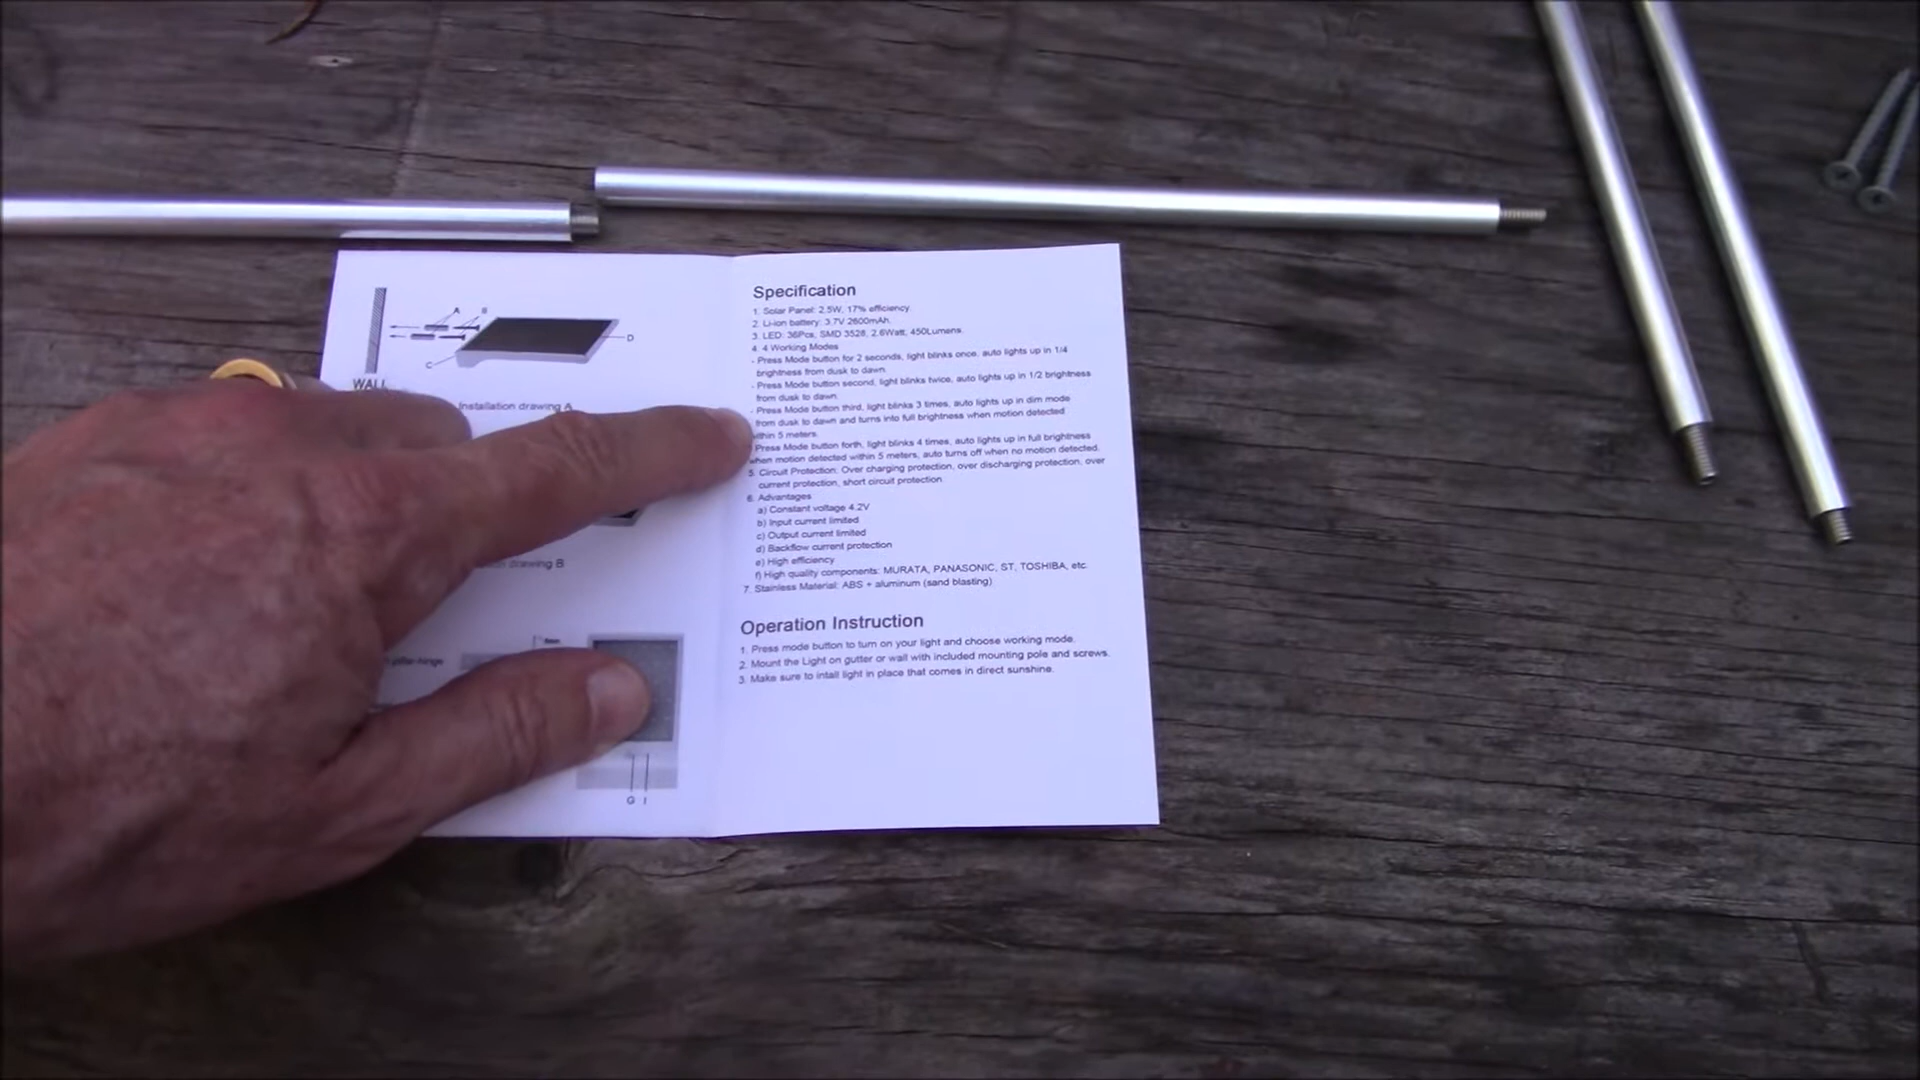 A
B
D
C
WALL
Installation drawing A
drawing B
G I
Specification
1. Solar Panel: 2.5W, 17% efficiency.
2. Li-ion battery: 3.7V 2600mAh.
3. LED: 36Pcs, SMD 3528, 2.6Watt, 450Lumens.
4. 4 Working Modes
- Press Mode button for 2 seconds, light blinks once, auto lights up in 1/4
brightness from dusk to dawn.
- Press Mode button second, light blinks twice, auto lights up in 1/2 brightness
from dusk to dawn.
- Press Mode button third, light blinks 3 times, auto lights up in dim mode
from dusk to dawn and turns into full brightness when motion detected
within 5 meters.
Press Mode button forth, light blinks 4 times, auto lights up in full brightness
when motion detected within 5 meters, auto turns off when no motion detected.
5. Circuit Protection: Over charging protection, over discharging protection, over
current protection, short circuit protection.
6. Advantages
a) Constant voltage 4.2V
b) Input current limited
c) Output current limited
d) Backflow current protection
e) High efficiency
f) High quality components: MURATA, PANASONIC, ST, TOSHIBA, etc.
7. Stainless Material: ABS + aluminum (sand blasting)
Operation Instruction
1. Press mode button to turn on your light and choose working mode.
2. Mount the Light on gutter or wall with included mounting pole and screws.
3. Make sure to intall light in place that comes in direct sunshine.